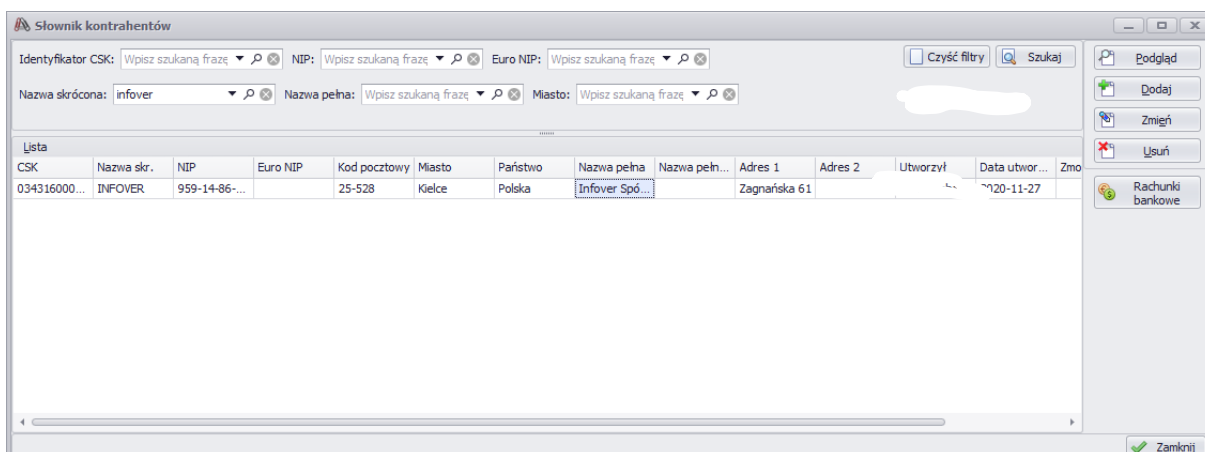 Słownik kontrahentów
Identyfikator CSK: Wpisz szukaną frazę NIP: Wpisz szukaną frazę Euro NIP: Wpisz szukaną frazę Czyść filtry Szukaj
Podgląd
Nazwa skrócona: infover Nazwa pełna: Wpisz szukaną frazę Miasto: Wpisz szukaną frazę
Dodaj
Zmień
Lista
Usuń
CSK Nazwa skr. NIP Euro NIP Kod pocztowy Miasto Państwo Nazwa pełna Nazwa pełn... Adres 1 Adres 2 Utworzył Data utwor... Zmo
034316000... INFOVER 959-14-86-... 25-528 Kielce Polska Infover Spó... Zagnańska 61 2020-11-27
Rachunki
bankowe
Zamknij